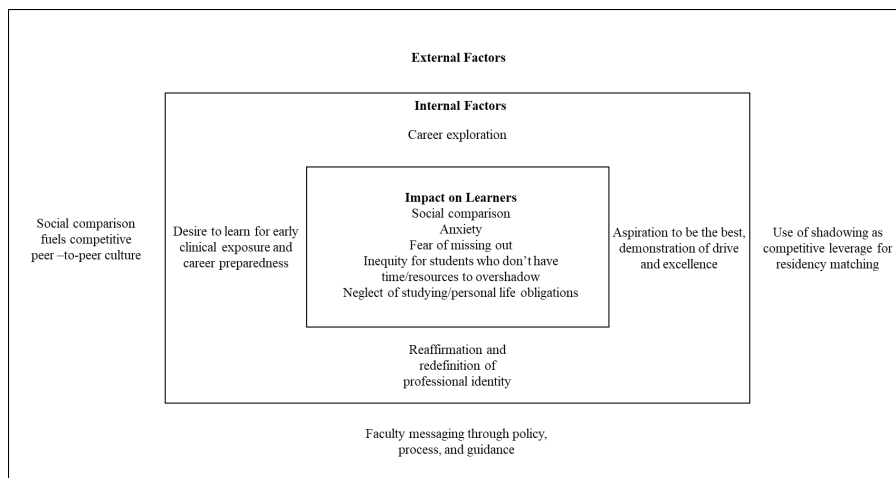 External Factors
Internal Factors
Career exploration
Social comparison
fuels competitive
peer –to-peer culture
Desire to learn for early
clinical exposure and
career preparedness
Impact on Learners
Social comparison
Anxiety
Fear of missing out
Inequity for students who don’t have
time/resources to overshadow
Neglect of studying/personal life obligations
Aspiration to be the best,
demonstration of drive
and excellence
Use of shadowing as
competitive leverage for
residency matching
Reaffirmation and
redefinition of
professional identity
Faculty messaging through policy,
process, and guidance